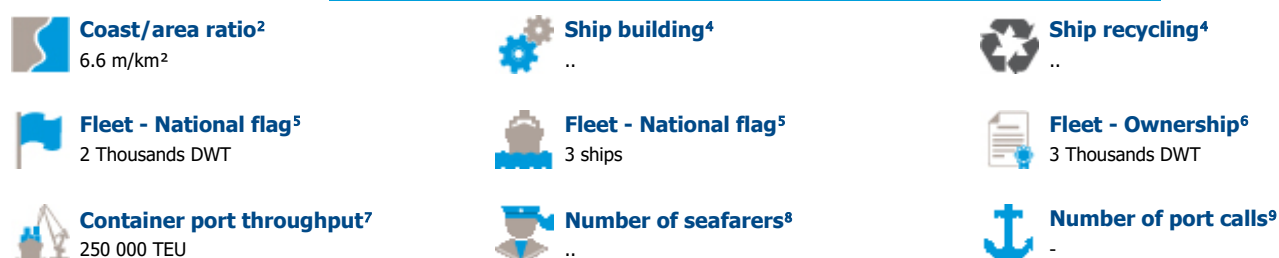 Coast/area ratio²
6.6 m/km²
Ship building⁴
..
Ship recycling⁴
..
Fleet - National flag⁵
2 Thousands DWT
Fleet - National flag⁵
3 ships
Fleet - Ownership⁶
3 Thousands DWT
Container port throughput⁷
250 000 TEU
Number of seafarers⁸
..
Number of port calls⁹
-